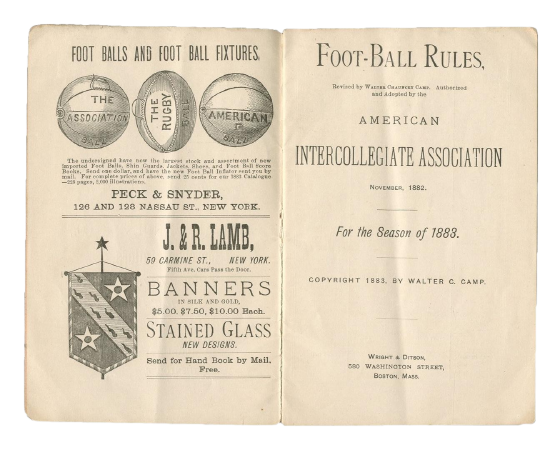 FOOT BALLS AND FOOT BALL FIXTURES.
THE
ASSOCIATION
BALL
THE
RUGBY
BALL
AMERICAN
BALL
The undersigned have now the largest stock and assortment of new
imported Foot Balls, Shin Guards, Jackets, Shoes, and Foot Ball Score
Books. Send one dollar, and have the new Foot Ball Inflator sent you by
mail. For complete prices of above, send 25 cents for our 1883 Catalogue
pages, Illustrations.
PECK & SNYDER,
126 AND 128 NASSAU ST., NEW YORK.
J. & R. LAMB,
59 CARMINE ST., NEW YORK.
Fifth Ave. Cars Pass the Door.
BANNERS
IN SILK AND GOLD,
$5.00, $7.50, $10.00 Each.
STAINED GLASS
NEW DESIGNS.
Send for Hand Book by Mail.
Free.
FOOT-BALL RULES,
Revised by WALTER CHAUNCEY CAMP. Authorized
and Adopted by the
AMERICAN
INTERCOLLEGIATE ASSOCIATION
NOVEMBER, 1882.
For the Season of 1883.
COPYRIGHT 1883, BY WALTER C. CAMP.
WRIGHT & DITSON,
580 WASHINGTON STREET,
BOSTON, MASS.